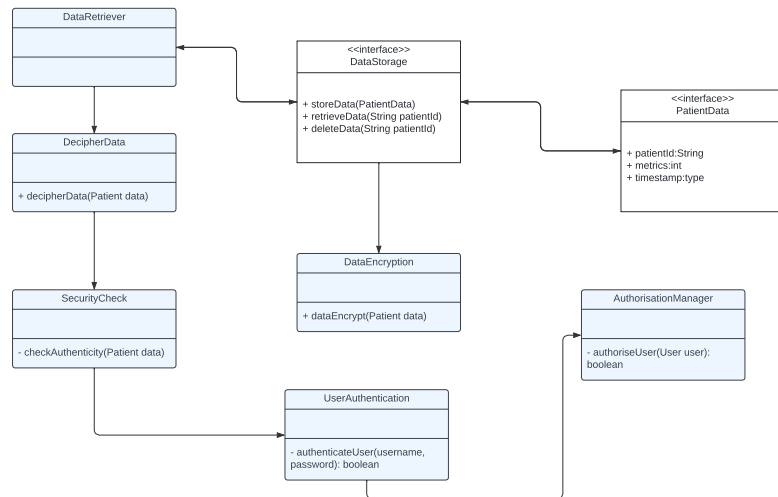 DataRetriever
<<interface>>
DataStorage
+ storeData(PatientData)
+ retrieveData(String patientId)
+ deleteData(String patientId)
<<interface>>
PatientData
+ patientId:String
+ metrics:int
+ timestamp:type
DecipherData
+ decipherData(Patient data)
DataEncryption
+ dataEncrypt(Patient data)
SecurityCheck
- checkAuthenticity(Patient data)
AuthorisationManager
- authoriseUser(User user):
boolean
UserAuthentication
- authenticateUser(username,
password): boolean